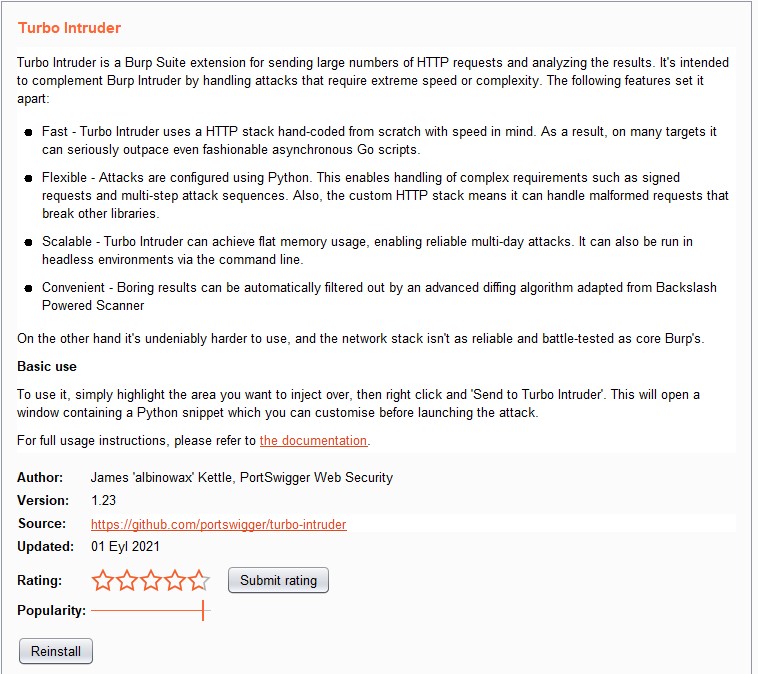 Turbo Intruder
Turbo Intruder is a Burp Suite extension for sending large numbers of HTTP requests and analyzing the results. It's intended
to complement Burp Intruder by handling attacks that require extreme speed or complexity. The following features set it
apart:
Fast - Turbo Intruder uses a HTTP stack hand-coded from scratch with speed in mind. As a result, on many targets it
can seriously outpace even fashionable asynchronous Go scripts.
Flexible - Attacks are configured using Python. This enables handling of complex requirements such as signed
requests and multi-step attack sequences. Also, the custom HTTP stack means it can handle malformed requests that
break other libraries.
Scalable - Turbo Intruder can achieve flat memory usage, enabling reliable multi-day attacks. It can also be run in
headless environments via the command line.
Convenient - Boring results can be automatically filtered out by an advanced diffing algorithm adapted from Backslash
Powered Scanner
On the other hand it's undeniably harder to use, and the network stack isn't as reliable and battle-tested as core Burp's.
Basic use
To use it, simply highlight the area you want to inject over, then right click and 'Send to Turbo Intruder'. This will open a
window containing a Python snippet which you can customise before launching the attack.
For full usage instructions, please refer to the documentation.
Author: James 'albinowax' Kettle, PortSwigger Web Security
Version: 1.23
Source: https://github.com/portswigger/turbo-intruder
Updated: 01 Eyl 2021
Rating: Submit rating
Popularity:
Reinstall